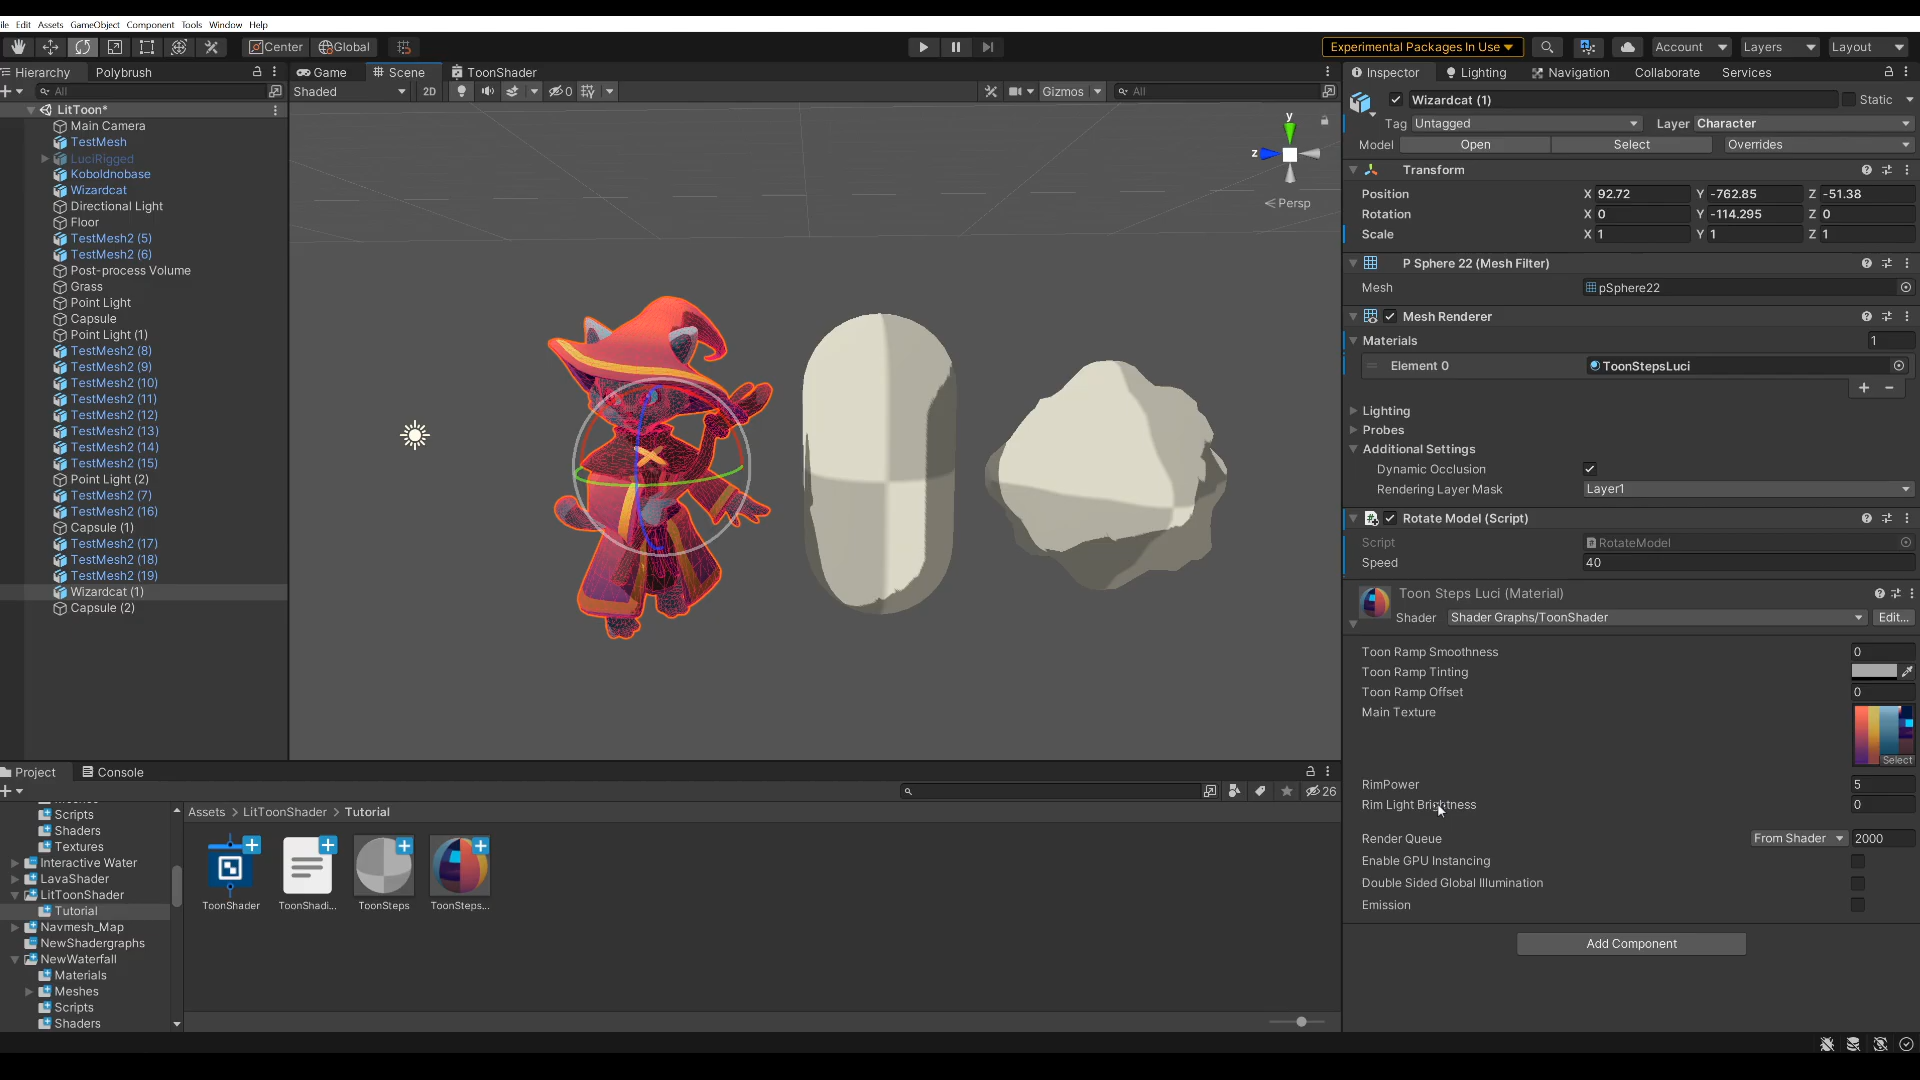 ile Edit Assets GameObject Component Tools Window Help
Center Global Experimental Packages In Use Account Layers Layout
Hierarchy Polybrush
All
LitToon*
Main Camera
TestMesh
LuciRigged
Koboldnobase
Wizardcat
Directional Light
Floor
TestMesh2 (5)
TestMesh2 (6)
Post-process Volume
Grass
Point Light
Capsule
Point Light (1)
TestMesh2 (8)
TestMesh2 (9)
TestMesh2 (10)
TestMesh2 (11)
TestMesh2 (12)
TestMesh2 (13)
TestMesh2 (14)
TestMesh2 (15)
Point Light (2)
TestMesh2 (7)
TestMesh2 (16)
Capsule (1)
TestMesh2 (17)
TestMesh2 (18)
TestMesh2 (19)
Wizardcat (1)
Capsule (2)
Game Scene ToonShader
Shaded 2D 0 Gizmos All
y
z
< Persp
Inspector Lighting Navigation Collaborate Services
Wizardcat (1) Static
Tag Untagged Layer Character
Model Open Select Overrides
Transform
Position X 92.72 Y -762.85 Z -51.38
Rotation X 0 Y -114.295 Z 0
Scale X 1 Y 1 Z 1
P Sphere 22 (Mesh Filter)
Mesh pSphere22
Mesh Renderer
Materials 1
Element 0 ToonStepsLuci
Lighting
Probes
Additional Settings
Dynamic Occlusion
Rendering Layer Mask Layer1
Rotate Model (Script)
Script RotateModel
Speed 40
Toon Steps Luci (Material)
Shader Shader Graphs/ToonShader Edit...
Toon Ramp Smoothness 0
Toon Ramp Tinting
Toon Ramp Offset 0
Main Texture
Select
RimPower 5
Rim Light Brightness 0
Render Queue From Shader 2000
Enable GPU Instancing
Double Sided Global Illumination
Emission
Add Component
Project Console
26
Scripts
Shaders
Textures
Interactive Water
LavaShader
LitToonShader
Tutorial
Navmesh_Map
NewShadergraphs
NewWaterfall
Materials
Meshes
Scripts
Shaders
Assets > LitToonShader > Tutorial
ToonShader ToonShadi... ToonSteps ToonSteps...